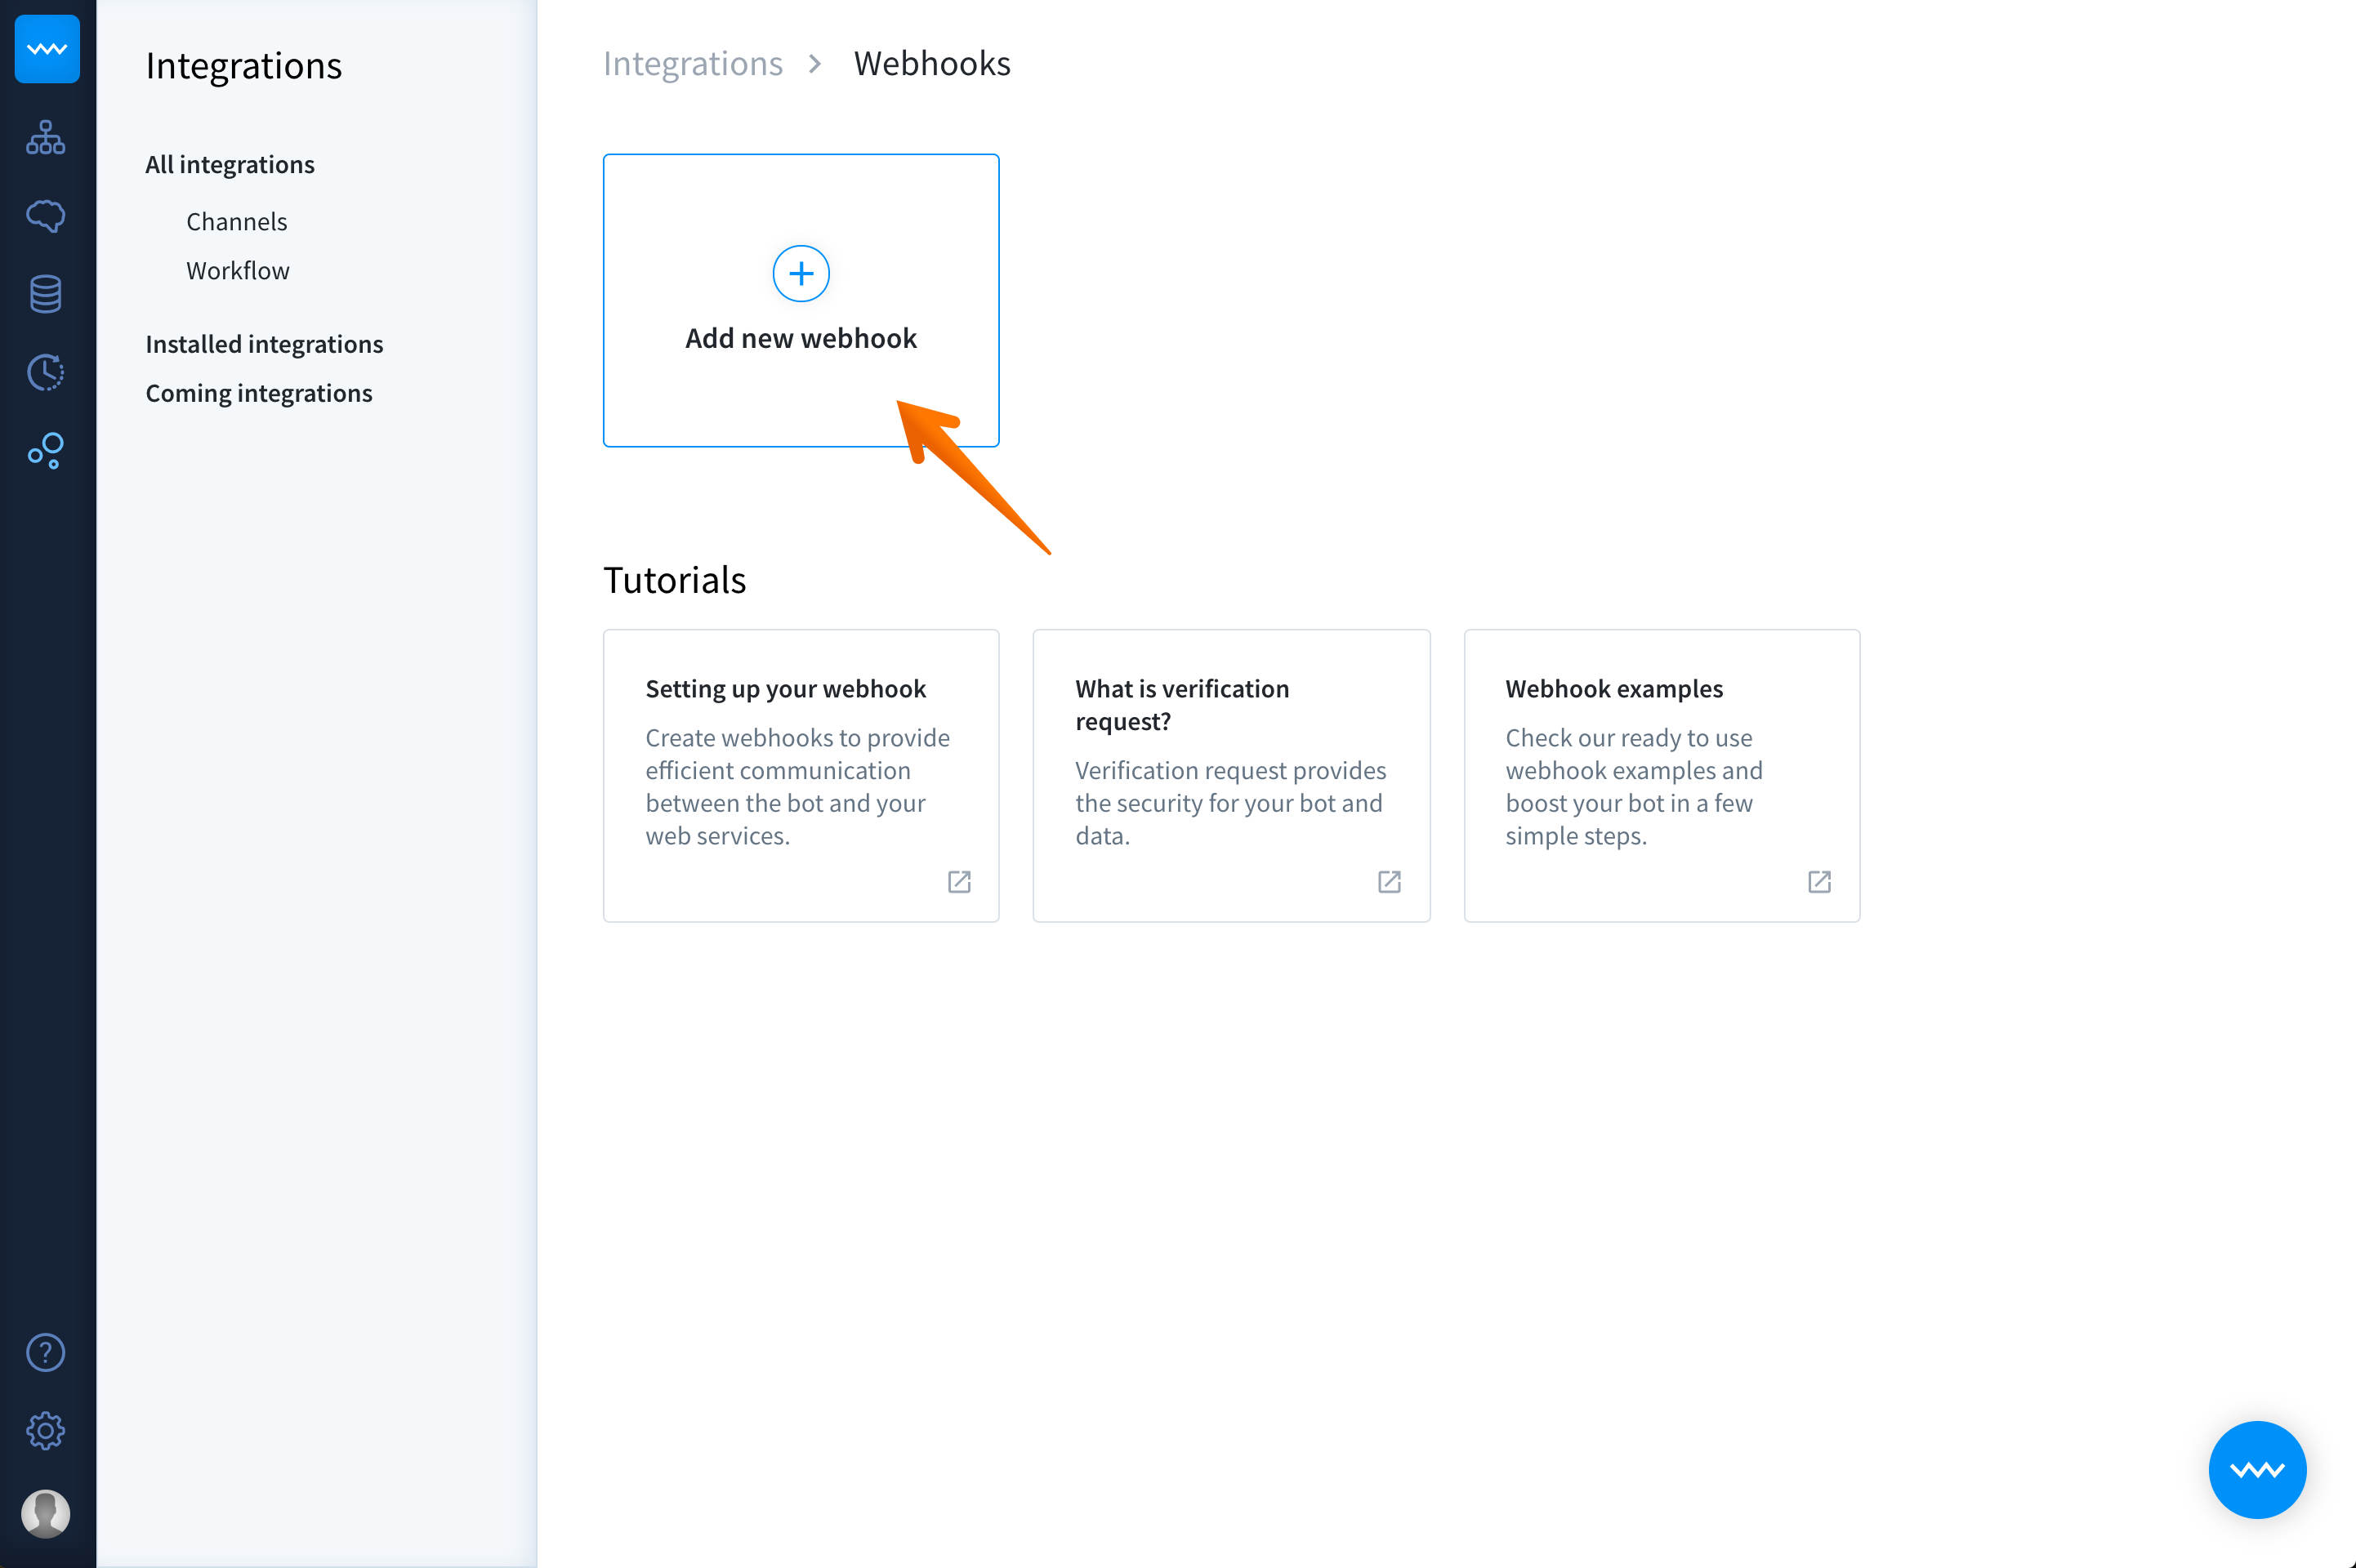 Integrations
All integrations
Channels
Workflow
Installed integrations
Coming integrations
Integrations > Webhooks
Add new webhook
Tutorials
Setting up your webhook
Create webhooks to provide
efficient communication
between the bot and your
web services.
What is verification
request?
Verification request provides
the security for your bot and
data.
Webhook examples
Check our ready to use
webhook examples and
boost your bot in a few
simple steps.
?